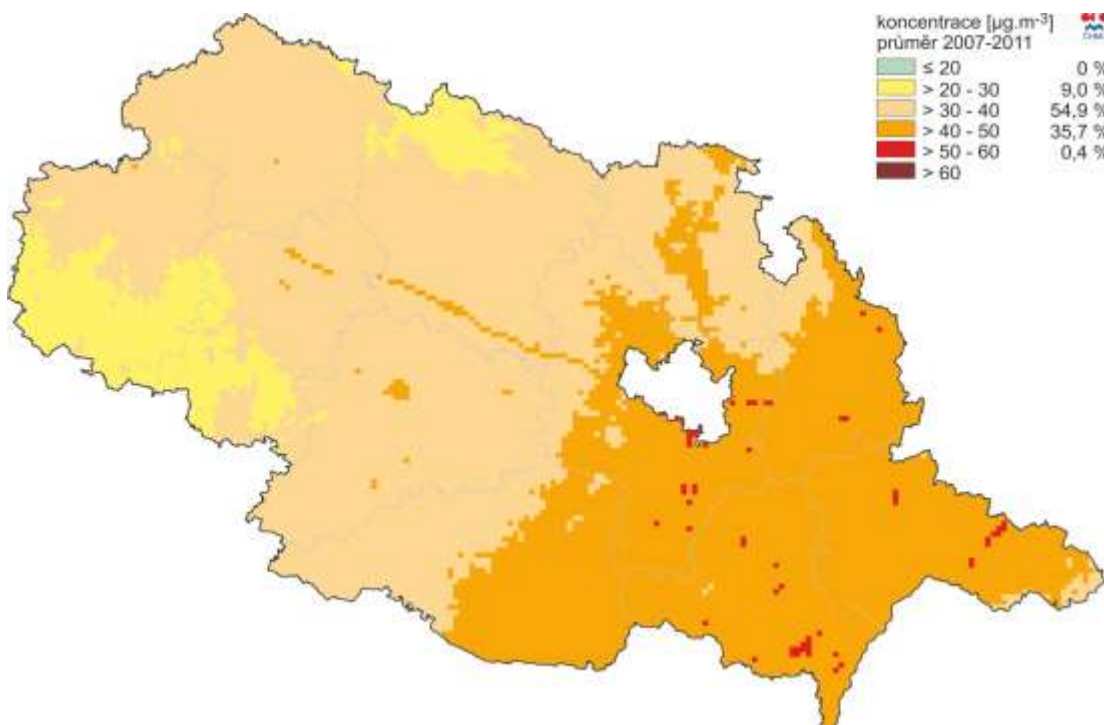 koncentrace [µg.m-³]
průměr 2007-2011
≤ 20 0 %
> 20 - 30 9,0 %
> 30 - 40 54,9 %
> 40 - 50 35,7 %
> 50 - 60 0,4 %
> 60